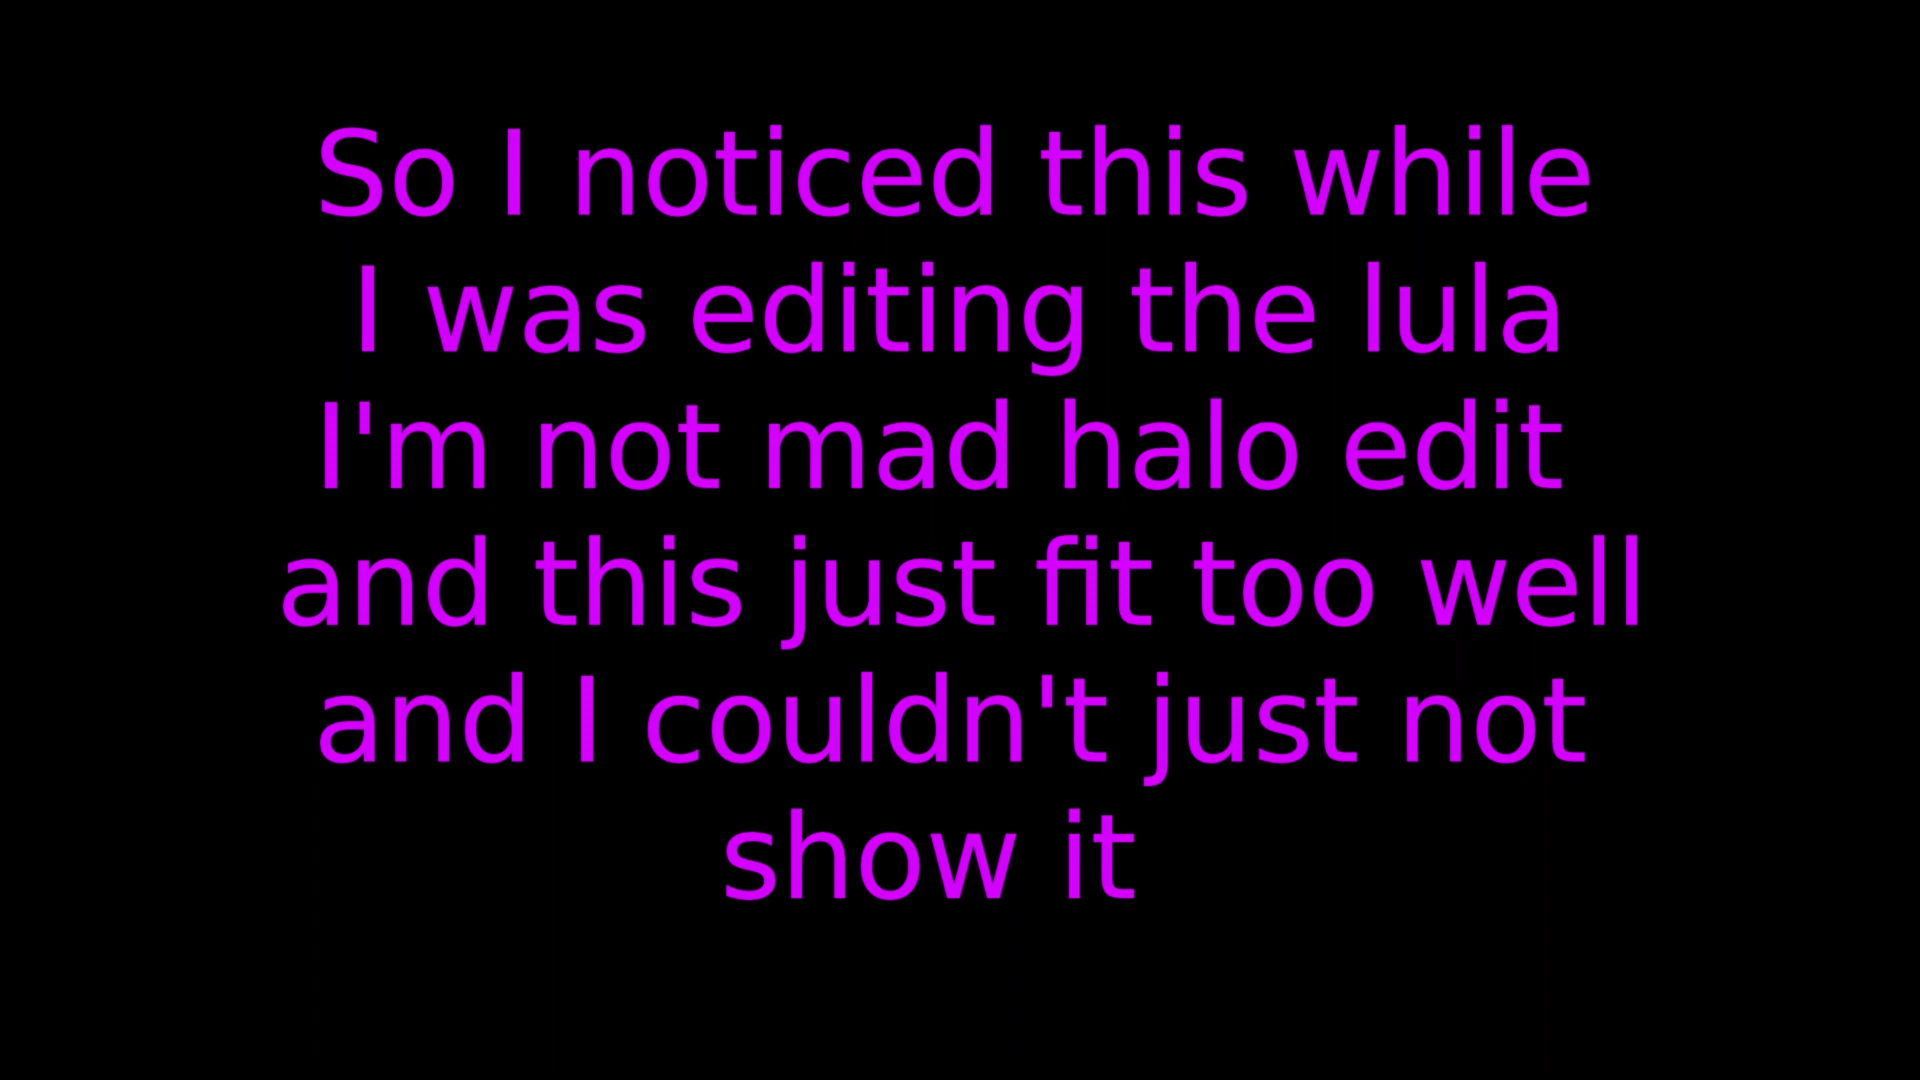 So I noticed this while
I was editing the lula
I'm not mad halo edit
and this just fit too well
and I couldn't just not
show it